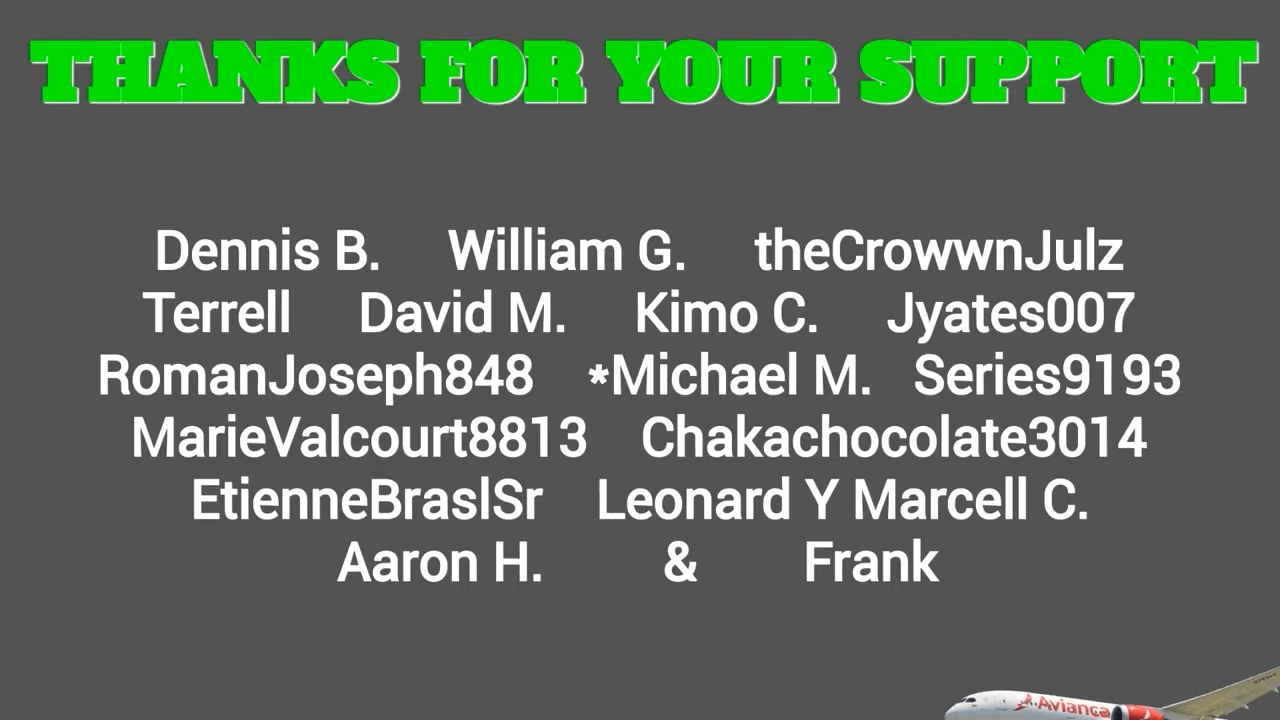 THANKS FOR YOUR SUPPORT
Dennis B. William G. theCrowwnJulz
Terrell David M. Kimo C. Jyates007
RomanJoseph848 *Michael M. Series9193
MarieValcourt8813 Chakachocolate3014
EtienneBraslSr Leonard Y Marcell C.
Aaron H. & Frank
Avianca